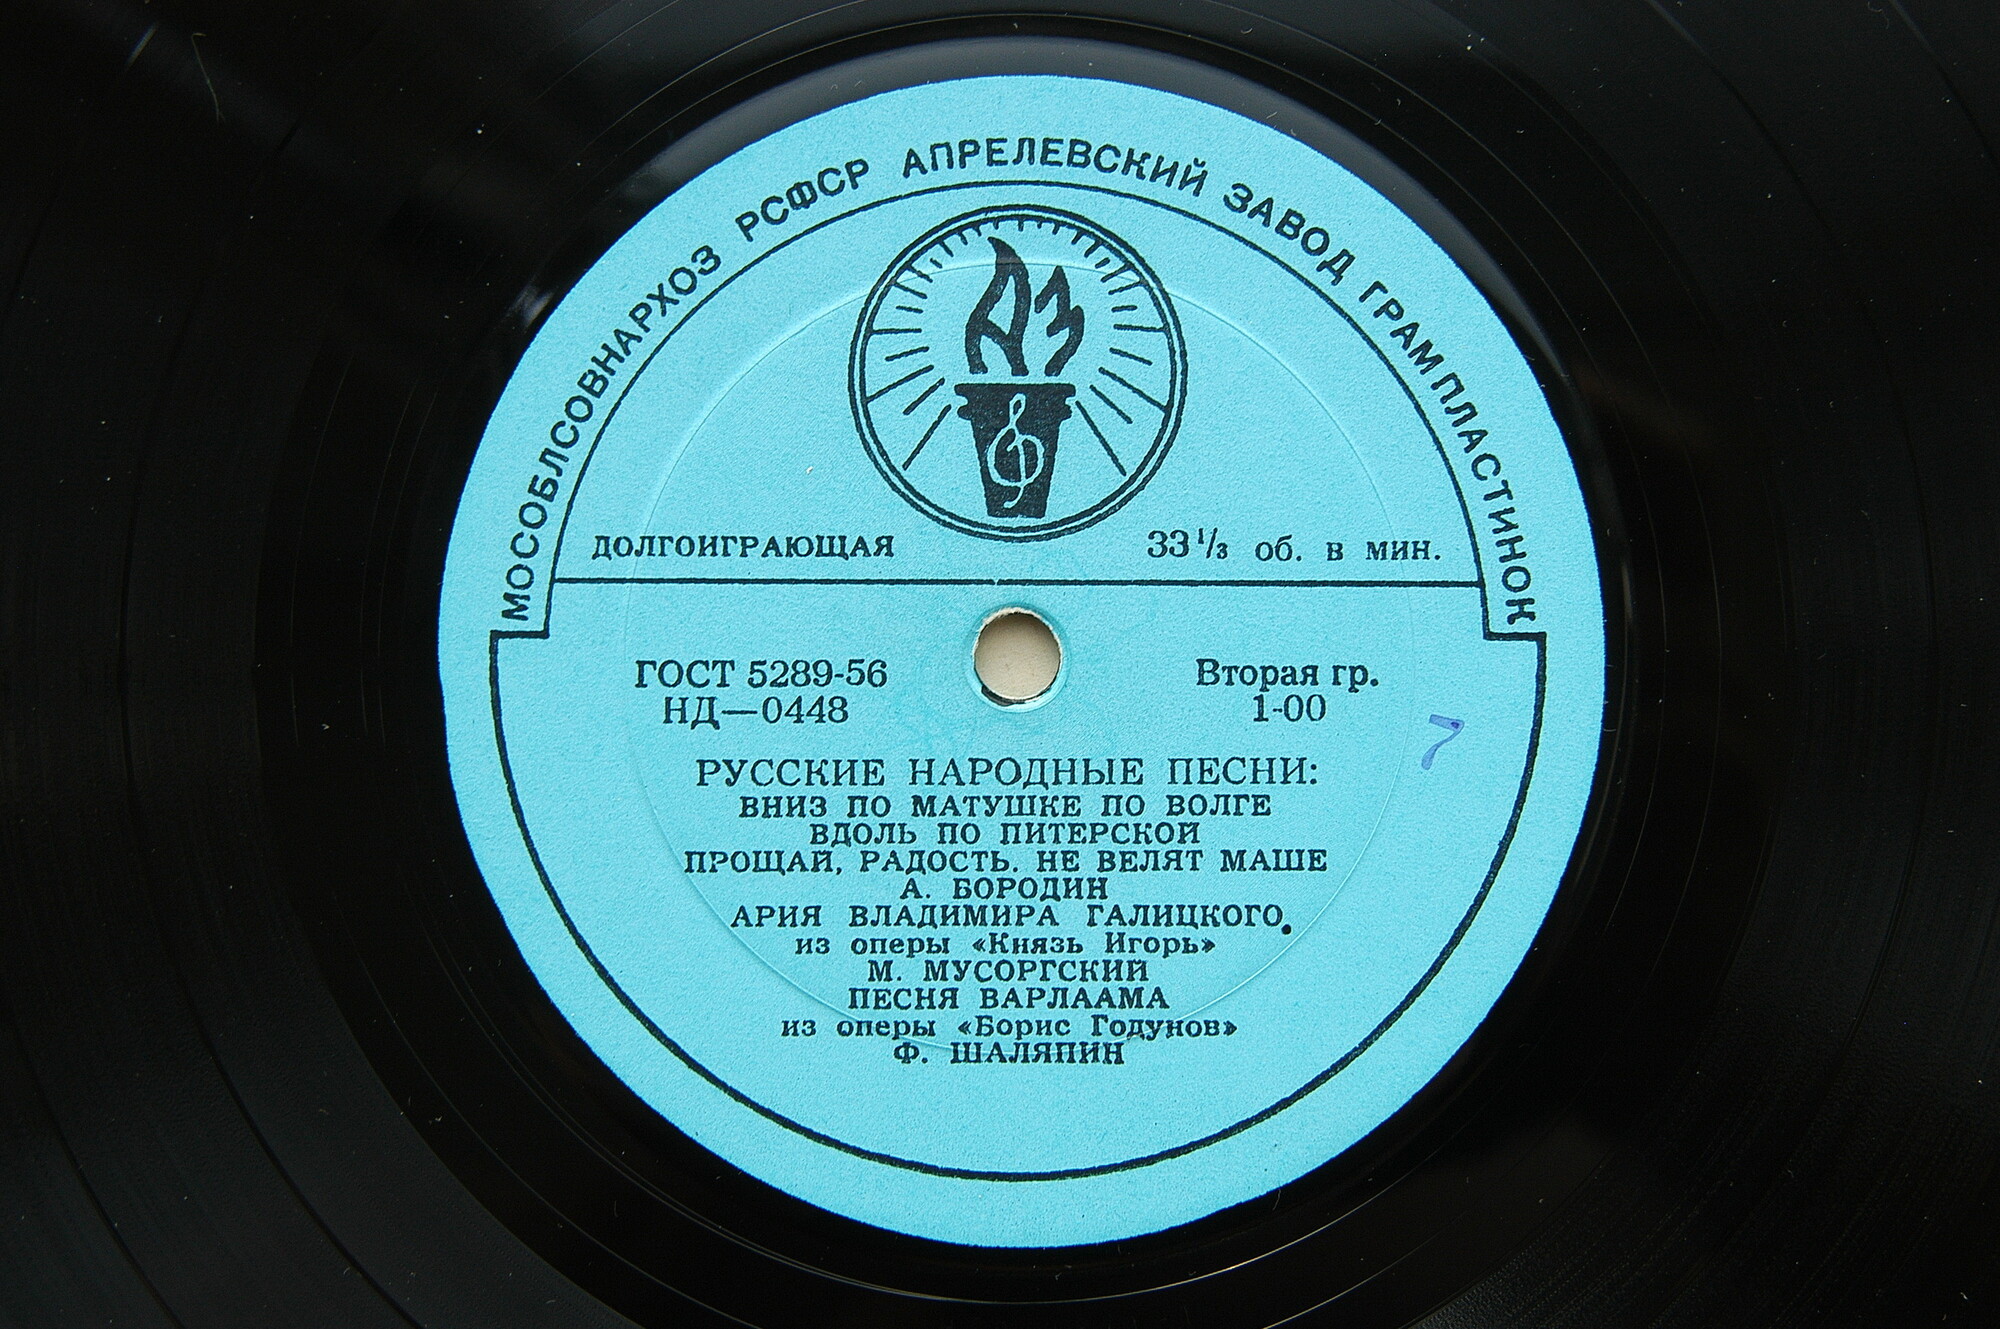 МОСОБЛСОВНАРХОЗ РСФСР АПРЕЛЕВСКИЙ ЗАВОД ГРАМПЛАСТИНОК
АЗ
ДОЛГОИГРАЮЩАЯ 33 1/3 об. в мин.
ГОСТ 5289-56 Вторая гр.
НД—0448 1-00
7
РУССКИЕ НАРОДНЫЕ ПЕСНИ:
ВНИЗ ПО МАТУШКЕ ПО ВОЛГЕ
ВДОЛЬ ПО ПИТЕРСКОЙ
ПРОЩАЙ, РАДОСТЬ. НЕ ВЕЛЯТ МАШЕ
А. БОРОДИН
АРИЯ ВЛАДИМИРА ГАЛИЦКОГО.
из оперы «Князь Игорь»
М. МУСОРГСКИЙ
ПЕСНЯ ВАРЛААМА
из оперы «Борис Годунов»
Ф. ШАЛЯПИН